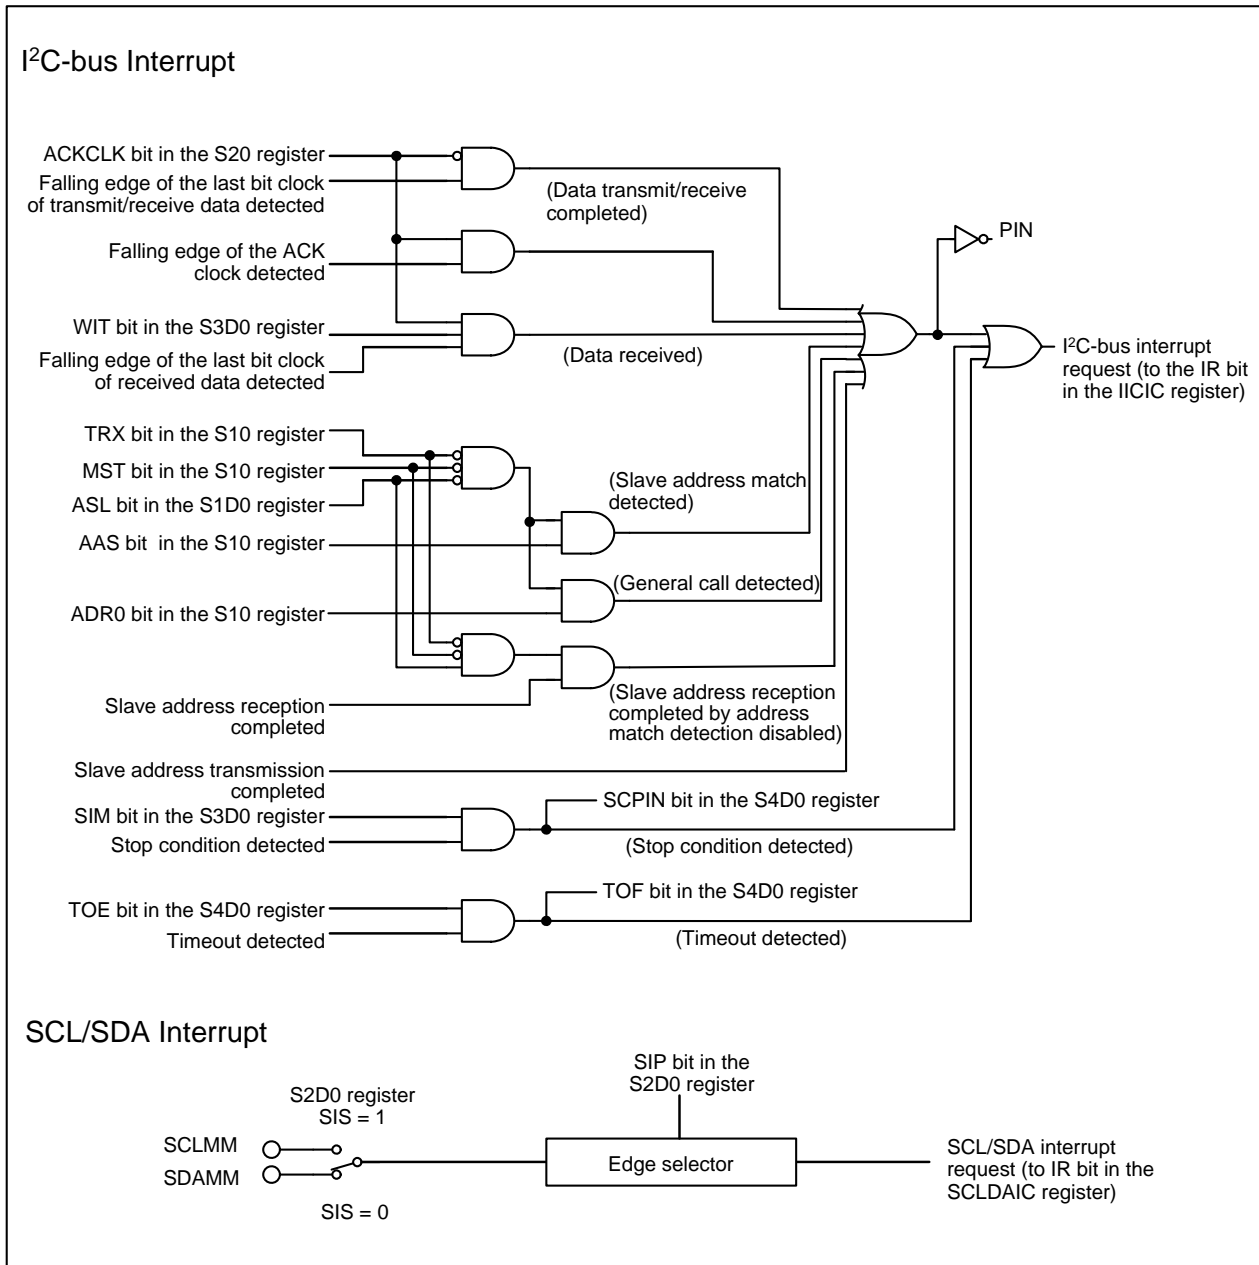 I²C-bus Interrupt
ACKCLK bit in the S20 register
Falling edge of the last bit clock
of transmit/receive data detected
(Data transmit/receive
completed)
PIN
Falling edge of the ACK
clock detected
WIT bit in the S3D0 register
Falling edge of the last bit clock
of received data detected
(Data received)
I²C-bus interrupt
request (to the IR bit
in the IICIC register)
TRX bit in the S10 register
MST bit in the S10 register
ASL bit in the S1D0 register
AAS bit in the S10 register
(Slave address match
detected)
(General call detected)
ADR0 bit in the S10 register
Slave address reception
completed
(Slave address reception
completed by address
match detection disabled)
Slave address transmission
completed
SIM bit in the S3D0 register
Stop condition detected
SCPIN bit in the S4D0 register
(Stop condition detected)
TOE bit in the S4D0 register
Timeout detected
TOF bit in the S4D0 register
(Timeout detected)
SCL/SDA Interrupt
S2D0 register
SIS = 1
SCLMM
SDAMM
SIS = 0
SIP bit in the
S2D0 register
Edge selector
SCL/SDA interrupt
request (to IR bit in the
SCLDAIC register)